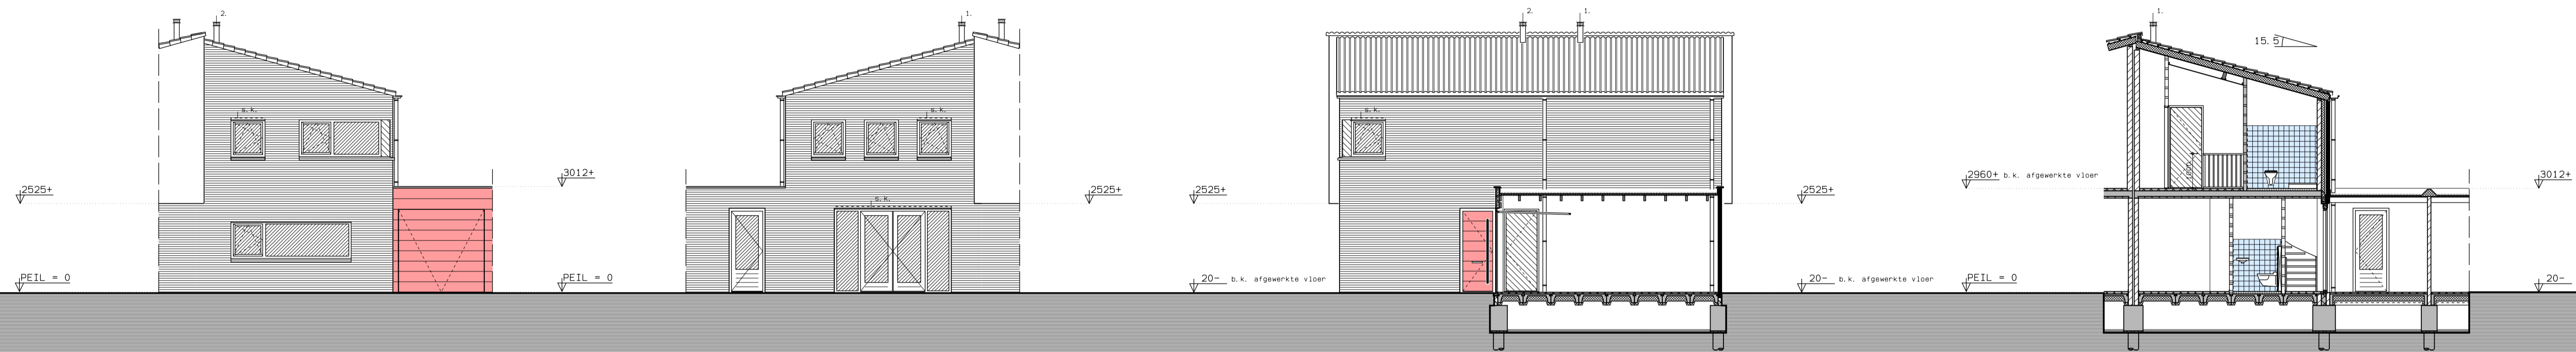 2.
s.k.
2525+
3012+
PEIL = 0
PEIL = 0
1.
s.k.
s.k.
2525+
2. 1.
s.k.
2525+
2525+
20- b.k. afgewerkte vloer
20- b.k. afgewerkte vloer
1.
15.5
1000
2960+ b.k. afgewerkte vloer
3012+
PEIL = 0
20-